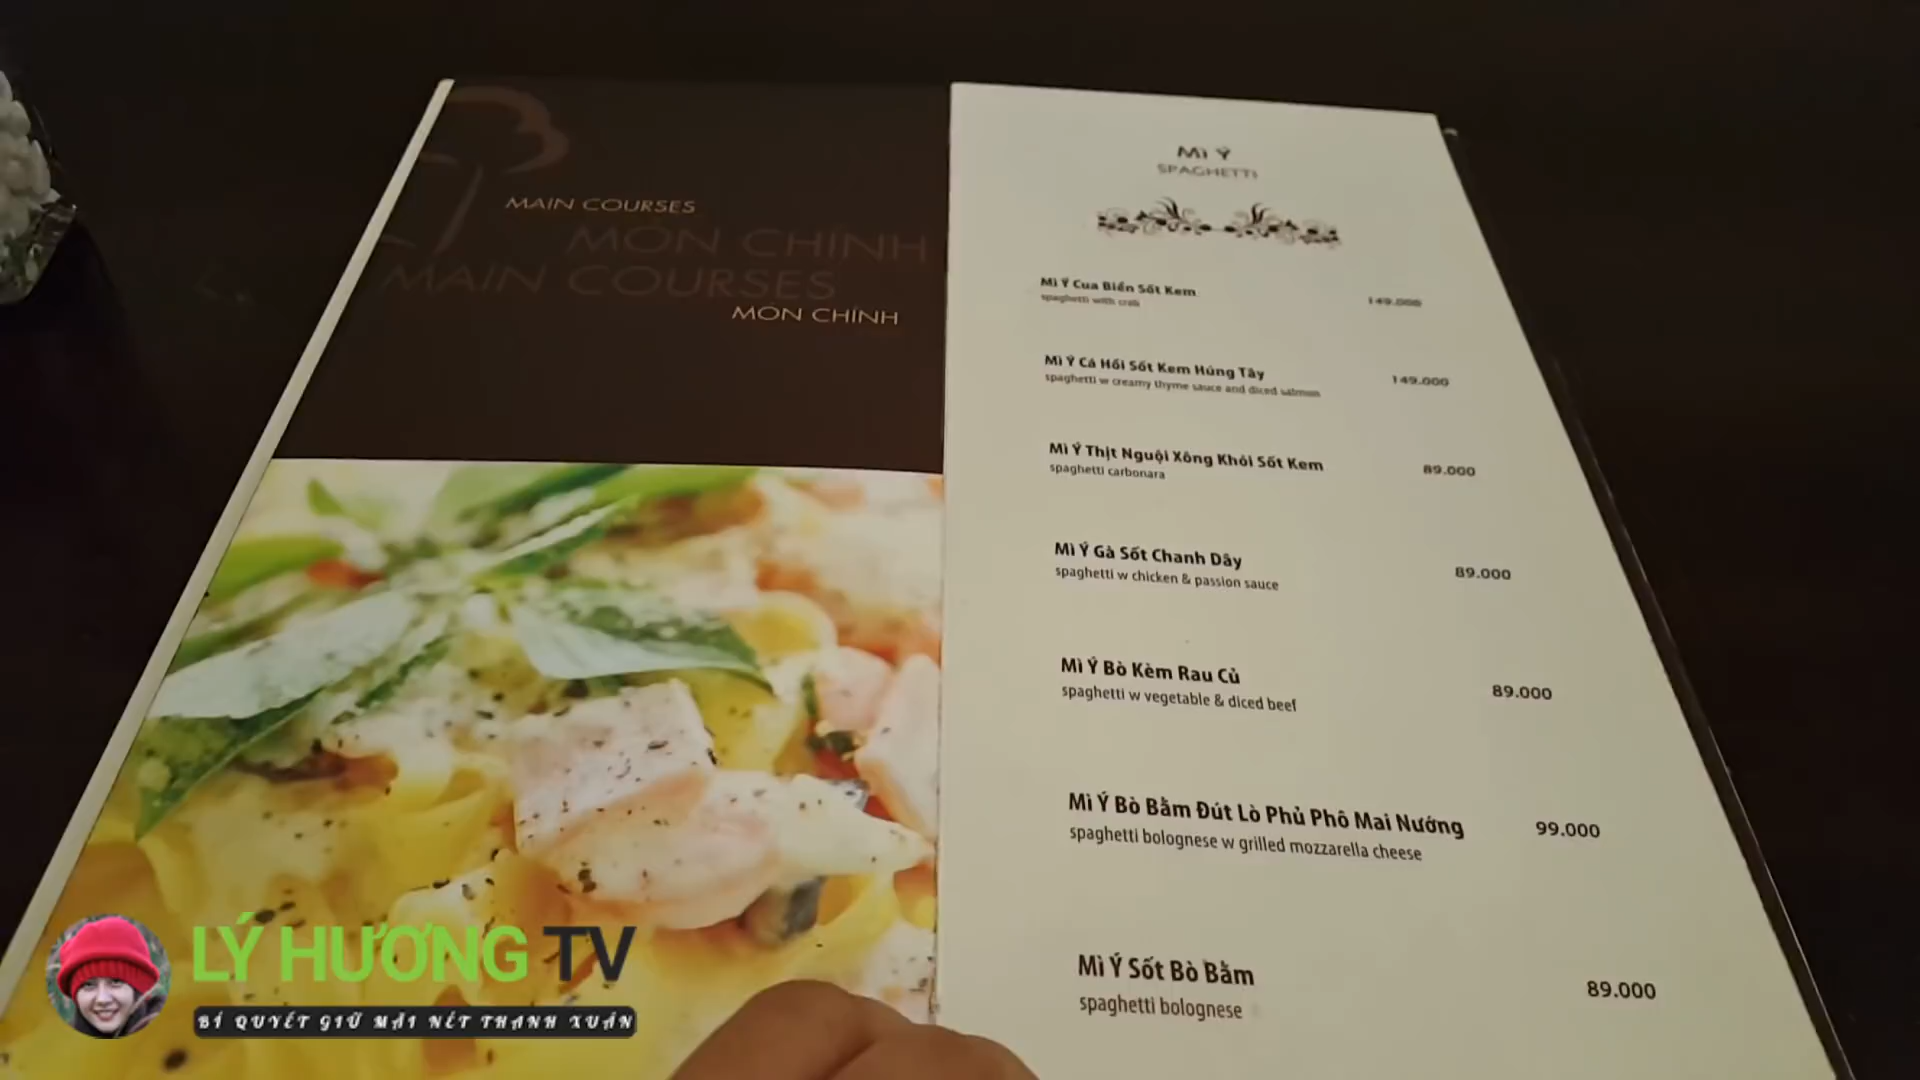 MAIN COURSES
MÓN CHÍNH
MAIN COURSES
MÓN CHÍNH
Mì Ý
SPAGHETTI
Mì Ý Cua Biển Sốt Kem
149.000
spaghetti with crab
Mì Ý Cá Hồi Sốt Kem Húng Tây
149.000
spaghetti w creamy thyme sauce and diced salmon
Mì Ý Thịt Nguội Xông Khói Sốt Kem
89.000
spaghetti carbonara
Mì Ý Gà Sốt Chanh Dây
89.000
spaghetti w chicken & passion sauce
Mì Ý Bò Kèm Rau Củ
89.000
spaghetti w vegetable & diced beef
Mì Ý Bò Bằm Đút Lò Phủ Phô Mai Nướng
99.000
spaghetti bolognese w grilled mozzarella cheese
Mì Ý Sốt Bò Bằm
89.000
spaghetti bolognese
LÝ HƯƠNG TV
BÍ QUYẾT GIỮ MÃI NÉT THANH XUÂN